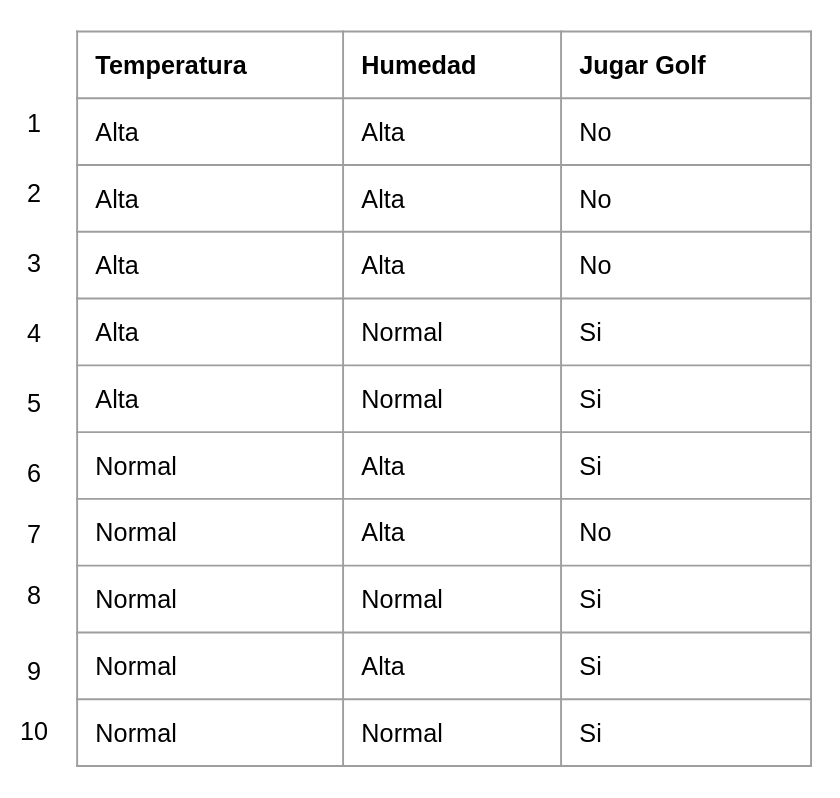 Temperatura Humedad Jugar Golf
1 Alta Alta No
2 Alta Alta No
3 Alta Alta No
4 Alta Normal Si
5 Alta Normal Si
6 Normal Alta Si
7 Normal Alta No
8 Normal Normal Si
9 Normal Alta Si
10 Normal Normal Si